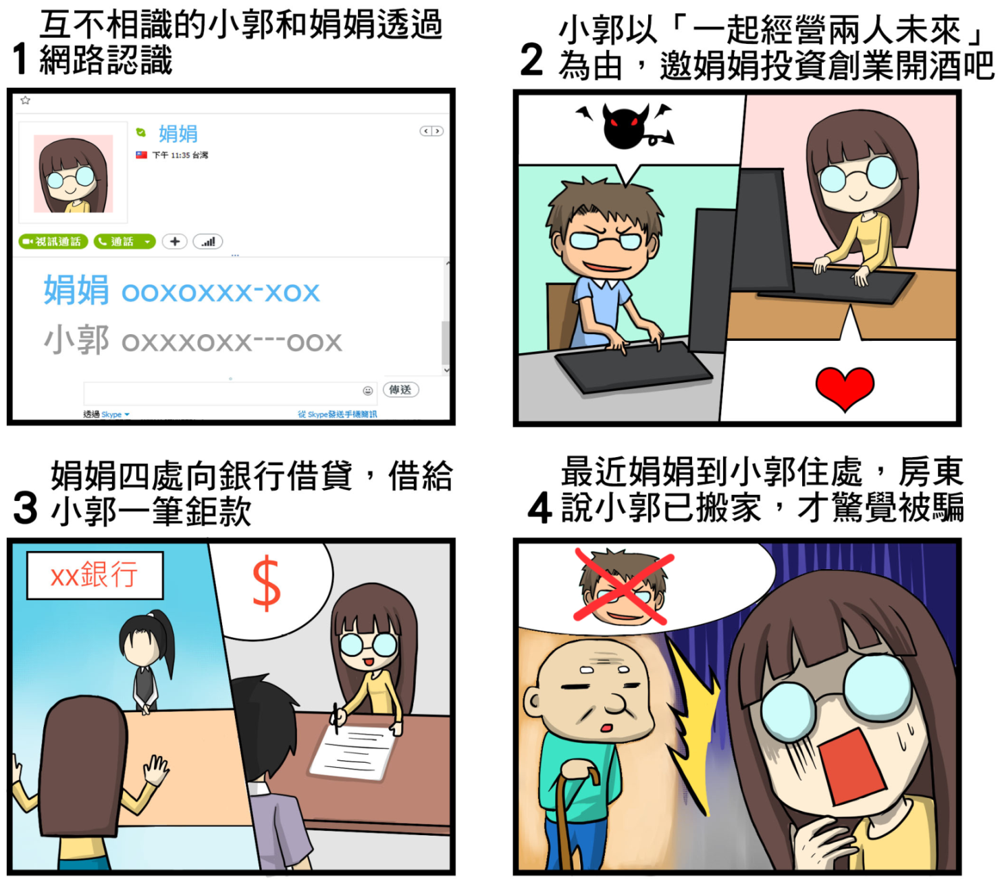 1 互不相識的小郭和娟娟透過
網路認識
娟娟
下午 11:35 台灣
視訊通話
通話
娟娟 ooxoxxx-xox
小郭 oxxxoxx---oox
傳送
透過 Skype
從 Skype發送手機簡訊
2 小郭以「一起經營兩人未來」
為由，邀娟娟投資創業開酒吧
3 娟娟四處向銀行借貸，借給
小郭一筆鉅款
xx銀行
$
4 最近娟娟到小郭住處，房東
說小郭已搬家，才驚覺被騙